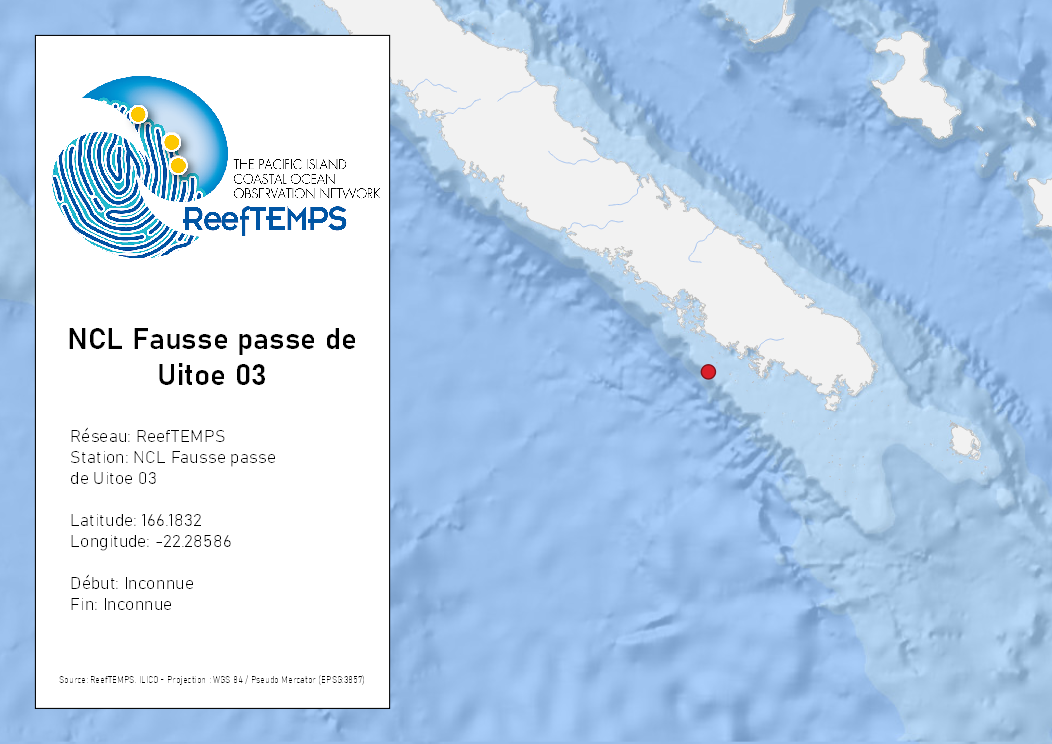 THE PACIFIC ISLAND
COASTAL OCEAN
OBSERVATION NETWORK
ReefTEMPS
NCL Fausse passe de
Uitoe 03
Réseau: ReefTEMPS
Station: NCL Fausse passe
de Uitoe 03
Latitude: 166.1832
Longitude: -22.28586
Début: Inconnue
Fin: Inconnue
Source: ReefTEMPS, ILICO - Projection : WGS 84 / Pseudo Mercator (EPSG:3857)